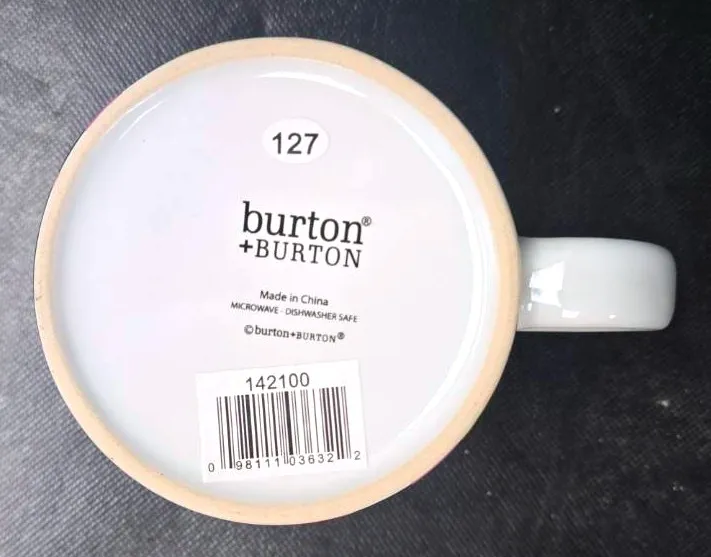 127
burton®
+BURTON
Made in China
MICROWAVE · DISHWASHER SAFE
©burton+BURTON®
142100
0 98111 03632 2